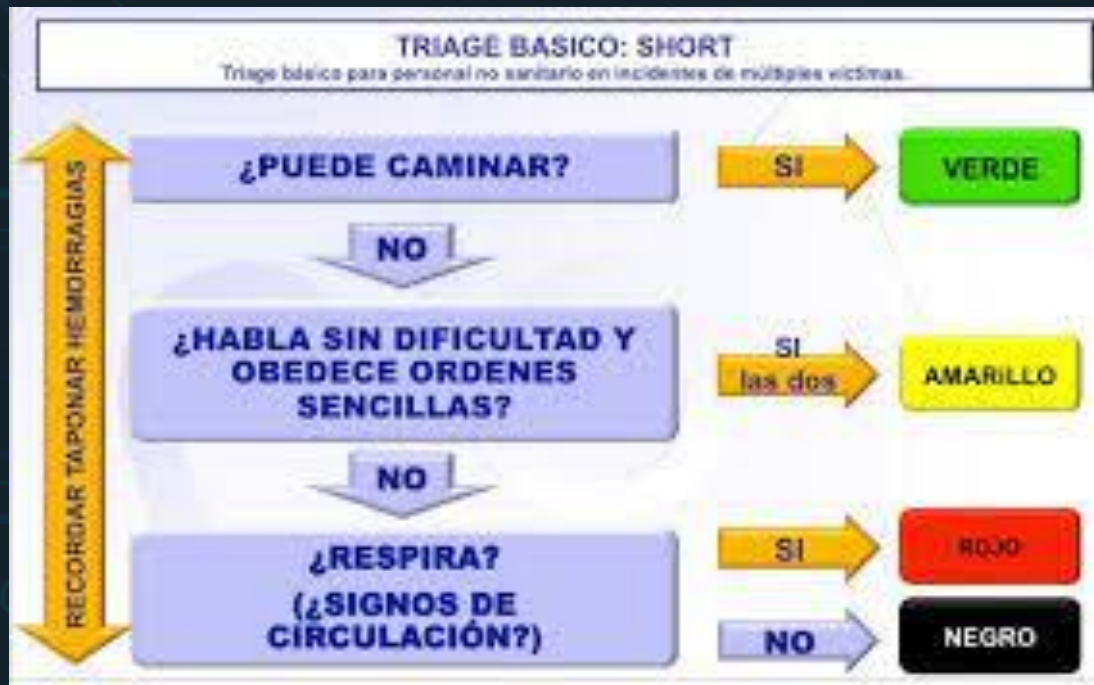 TRIAGE BASICO: SHORT
Triage básico para personal no sanitario en incidentes de múltiples víctimas.
RECORDAR TAPONAR HEMORRAGIAS
¿PUEDE CAMINAR?
SI
VERDE
NO
¿HABLA SIN DIFICULTAD Y
OBEDECE ORDENES
SENCILLAS?
SI
las dos
AMARILLO
NO
¿RESPIRA?
(¿SIGNOS DE
CIRCULACIÓN?)
SI
ROJO
NO
NEGRO